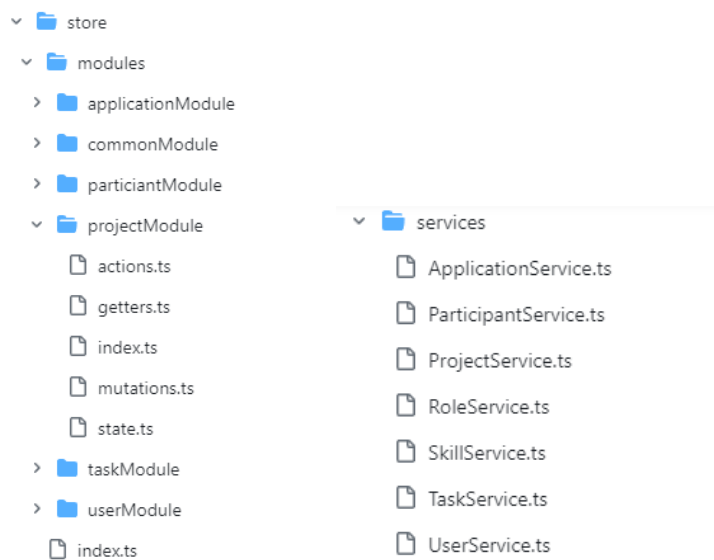 store
modules
applicationModule
commonModule
particiantModule
projectModule
actions.ts
getters.ts
index.ts
mutations.ts
state.ts
taskModule
userModule
index.ts
services
ApplicationService.ts
ParticipantService.ts
ProjectService.ts
RoleService.ts
SkillService.ts
TaskService.ts
UserService.ts